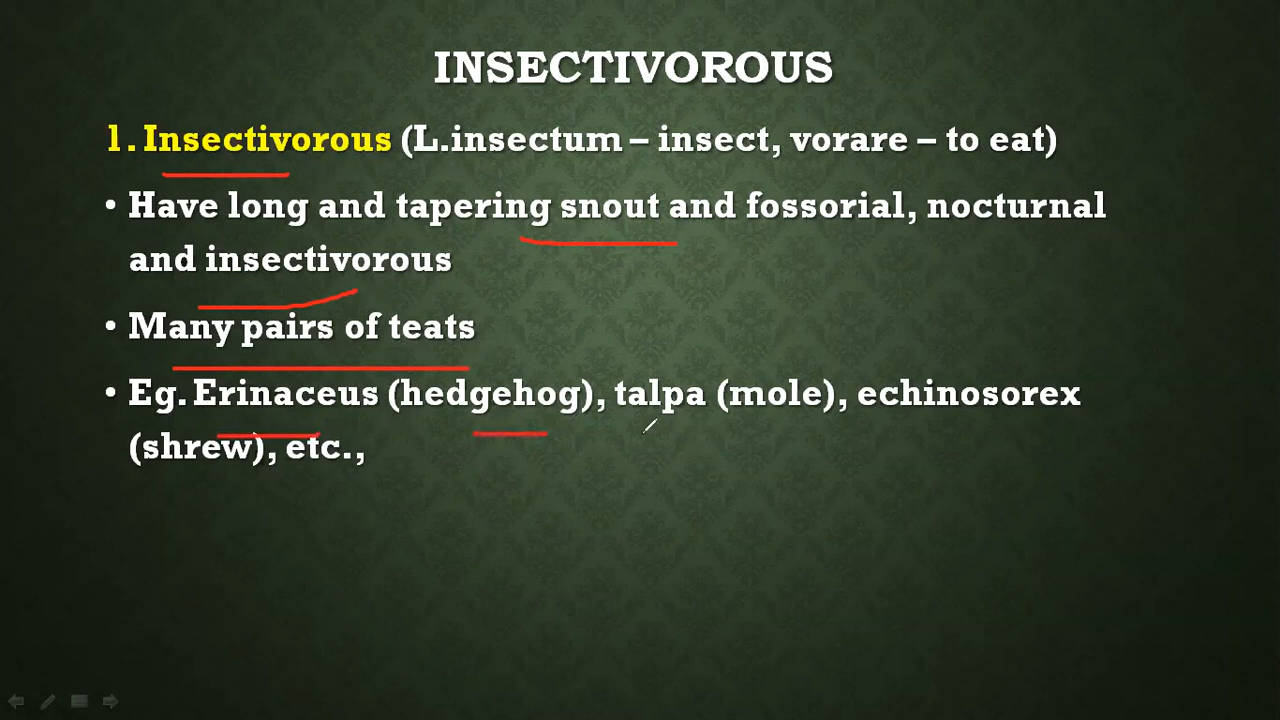 INSECTIVOROUS
1. Insectivorous (L.insectum – insect, vorare – to eat)
• Have long and tapering snout and fossorial, nocturnal
and insectivorous
• Many pairs of teats
• Eg. Erinaceus (hedgehog), talpa (mole), echinosorex
(shrew), etc.,